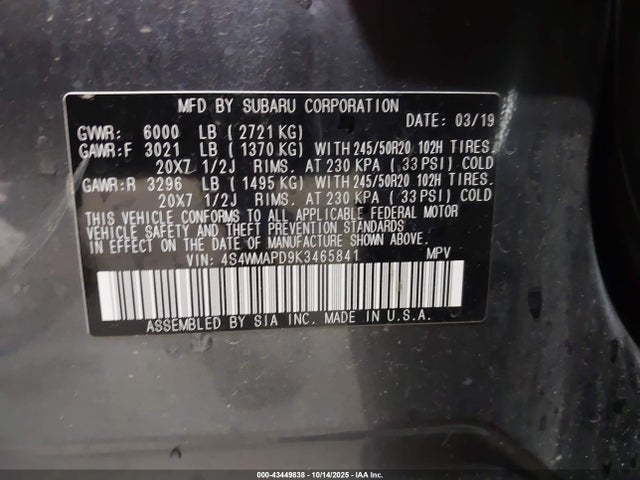 MFD BY SUBARU CORPORATION
DATE: 03/19
GVWR: 6000 LB (2721 KG)
GAWR:F 3021 LB (1370 KG) WITH 245/50R20 102H TIRES.
20X7 1/2J RIMS. AT 230 KPA (33 PSI) COLD
GAWR:R 3296 LB (1495 KG) WITH 245/50R20 102H TIRES.
20X7 1/2J RIMS. AT 230 KPA (33 PSI) COLD
THIS VEHICLE CONFORMS TO ALL APPLICABLE FEDERAL MOTOR
VEHICLE SAFETY AND THEFT PREVENTION STANDARDS
IN EFFECT ON THE DATE OF MANUFACTURE SHOWN ABOVE.
VIN: 4S4WMAPD9K3465841 MPV
ASSEMBLED BY SIA INC. MADE IN U.S.A.
000-43449838 - 10/14/2025 - IAA Inc.